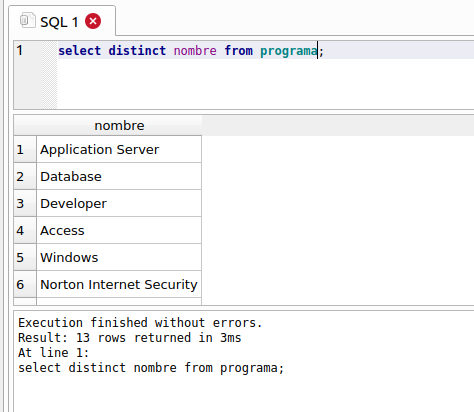 SQL 1
1 select distinct nombre from programa;
nombre
1 Application Server
2 Database
3 Developer
4 Access
5 Windows
6 Norton Internet Security
Execution finished without errors.
Result: 13 rows returned in 3ms
At line 1:
select distinct nombre from programa;